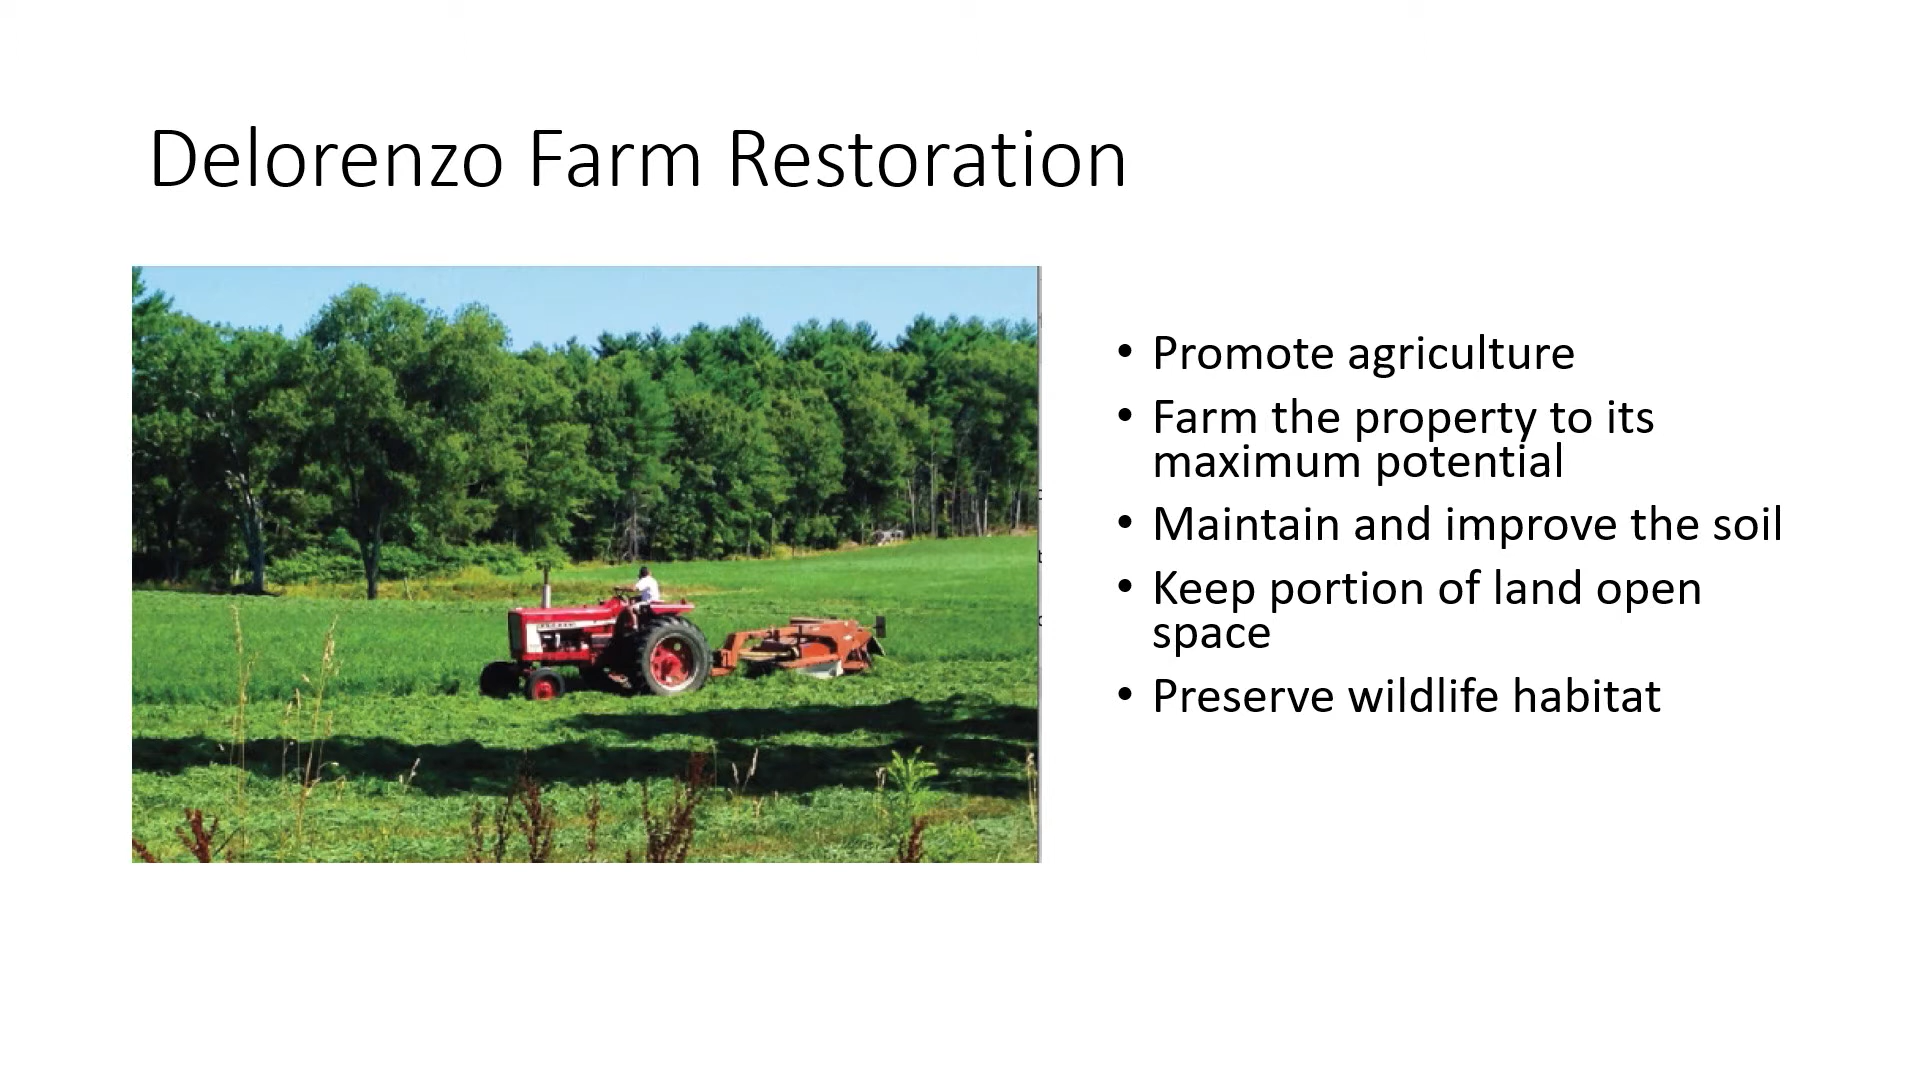 Delorenzo Farm Restoration
• Promote agriculture
• Farm the property to its
maximum potential
• Maintain and improve the soil
• Keep portion of land open
space
• Preserve wildlife habitat